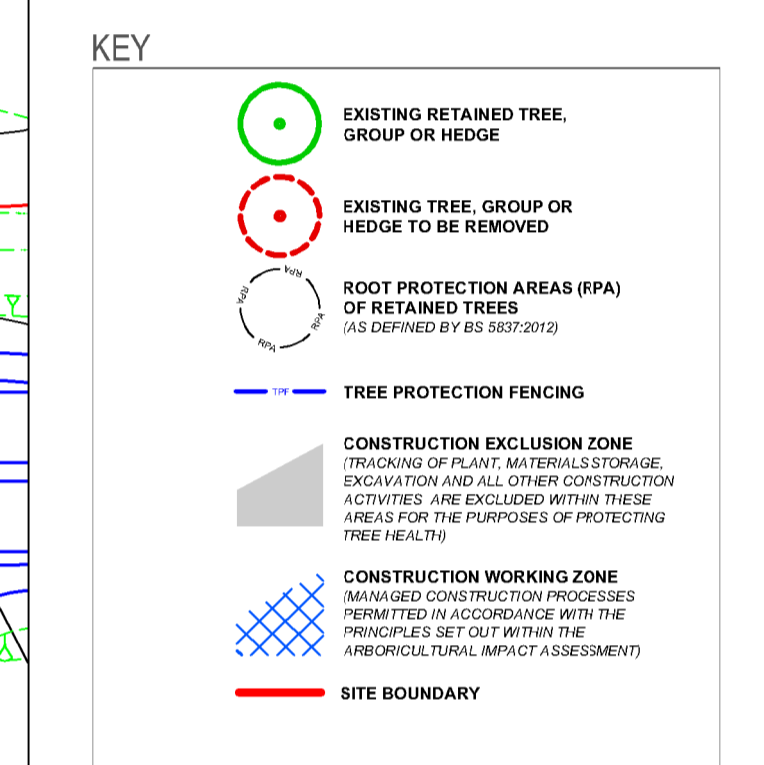 KEY
EXISTING RETAINED TREE,
GROUP OR HEDGE
EXISTING TREE, GROUP OR
HEDGE TO BE REMOVED
RPA
RPA
RPA
RPA
ROOT PROTECTION AREAS (RPA)
OF RETAINED TREES
(AS DEFINED BY BS 5837:2012)
TPF
TREE PROTECTION FENCING
CONSTRUCTION EXCLUSION ZONE
(TRACKING OF PLANT, MATERIALS STORAGE,
EXCAVATION AND ALL OTHER CONSTRUCTION
ACTIVITIES ARE EXCLUDED WITHIN THESE
AREAS FOR THE PURPOSES OF PROTECTING
TREE HEALTH)
CONSTRUCTION WORKING ZONE
(MANAGED CONSTRUCTION PROCESSES
PERMITTED IN ACCORDANCE WITH THE
PRINCIPLES SET OUT WITHIN THE
ARBORICULTURAL IMPACT ASSESSMENT)
SITE BOUNDARY